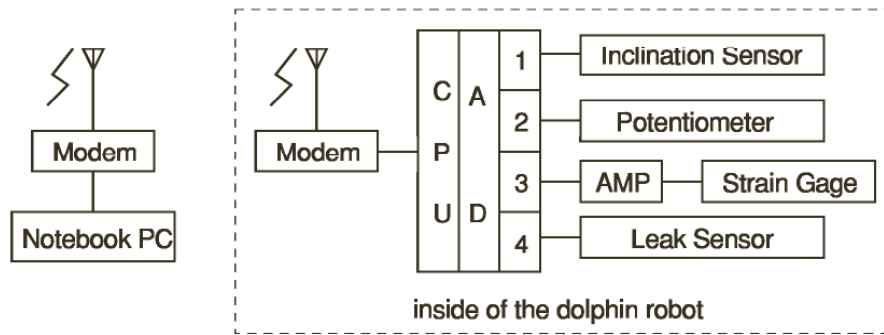 Modem
Notebook PC
Modem
C P U
A D
1
Inclination Sensor
2
Potentiometer
3
AMP
Strain Gage
4
Leak Sensor
inside of the dolphin robot